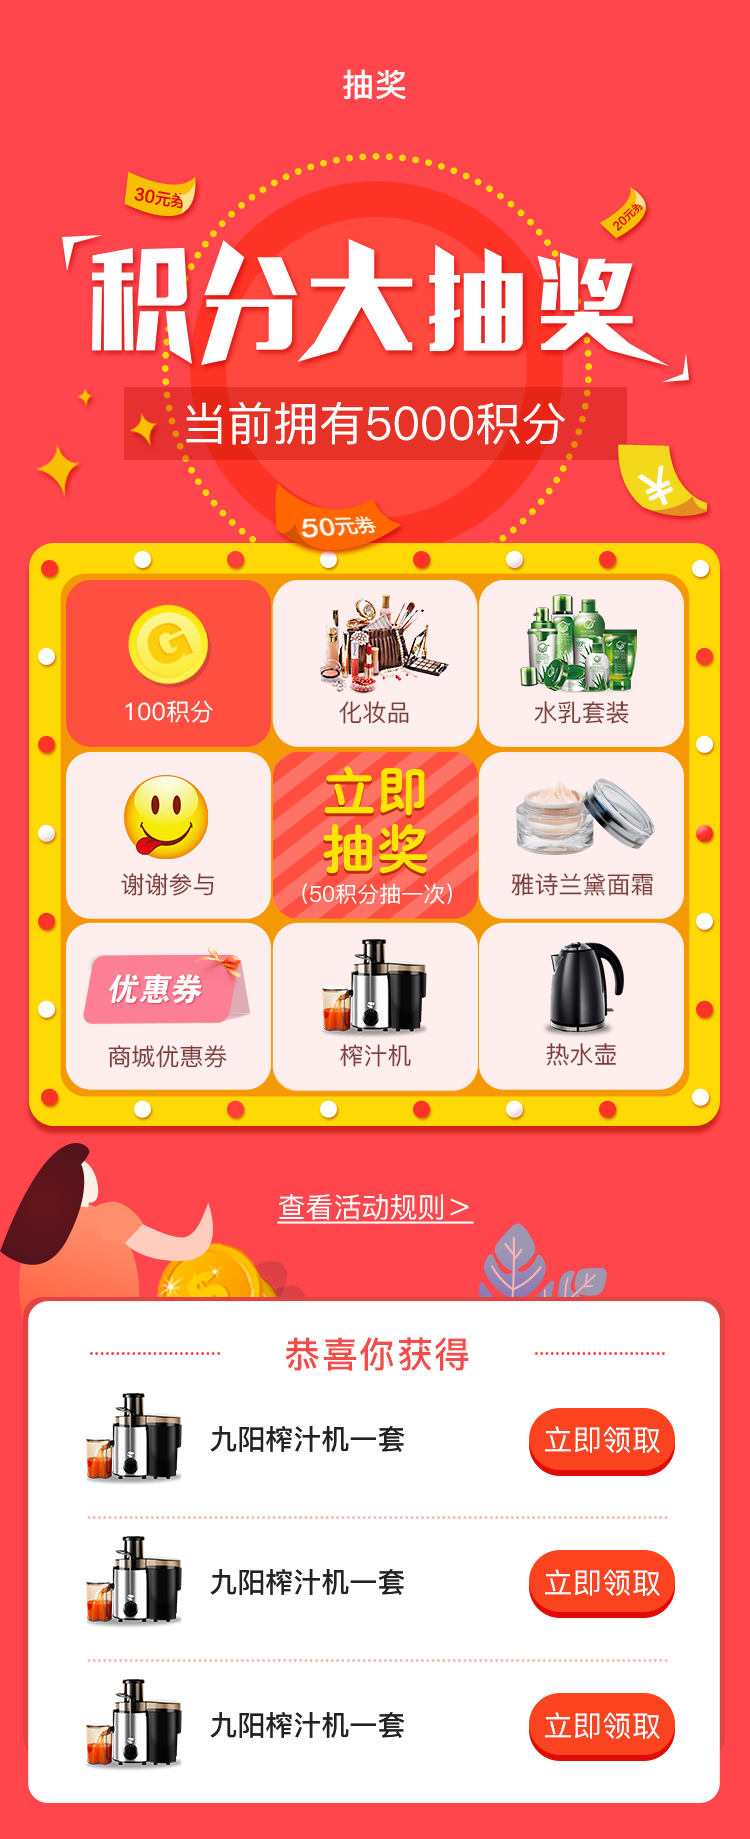 抽奖
30元券
20元券
积分大抽奖
当前拥有5000积分
¥
50元券
G
100积分
化妆品
水乳套装
谢谢参与
立即
抽奖
(50积分抽一次)
雅诗兰黛面霜
优惠券
商城优惠券
榨汁机
热水壶
查看活动规则>
恭喜你获得
九阳榨汁机一套
立即领取
九阳榨汁机一套
立即领取
九阳榨汁机一套
立即领取